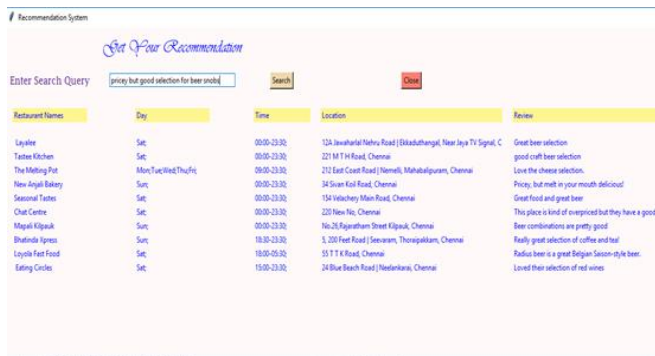 Recommendation System
Get Your Recommendation
Enter Search Query pricey but good selection for beer snobs Search Close
Restaurant Names Day Time Location Review
Layalee Sat; 00:00-23:30; 12A Jawaharlal Nehru Road | Ekkaduthangal, Near Jaya TV Signal, C Great beer selection
Tastee Kitchen Sat; 00:00-23:30; 221 M T H Road, Chennai good craft beer selection
The Melting Pot Mon;Tue;Wed;Thu;Fri; 09:00-23:30; 212 East Coast Road | Nemelli, Mahabalipuram, Chennai Love the cheese selection.
New Anjali Bakery Sun; 00:00-23:30; 34 Sivan Koil Road, Chennai Pricey, but melt in your mouth delicious!
Seasonal Tastes Sat; 00:00-23:30; 154 Velachery Main Road, Chennai Great food and great beer
Chat Centre Sat; 00:00-23:30; 220 New No, Chennai This place is kind of overpriced but they have a good
Mapali Kilpauk Sun; 00:00-23:30; No.26,Rajaratham Street Kilpauk, Chennai Beer combinations are pretty good
Bhatinda Xpress Sun; 18:30-23:30; 5, 200 Feet Road | Seevaram, Thoraipakkam, Chennai Really great selection of coffee and tea!
Loyola Fast Food Sat; 18:00-05:30; 55 T T K Road, Chennai Radius beer is a great Belgian Saison-style beer.
Eating Circles Sat; 15:00-23:30; 24 Blue Beach Road | Neelankarai, Chennai Loved their selection of red wines